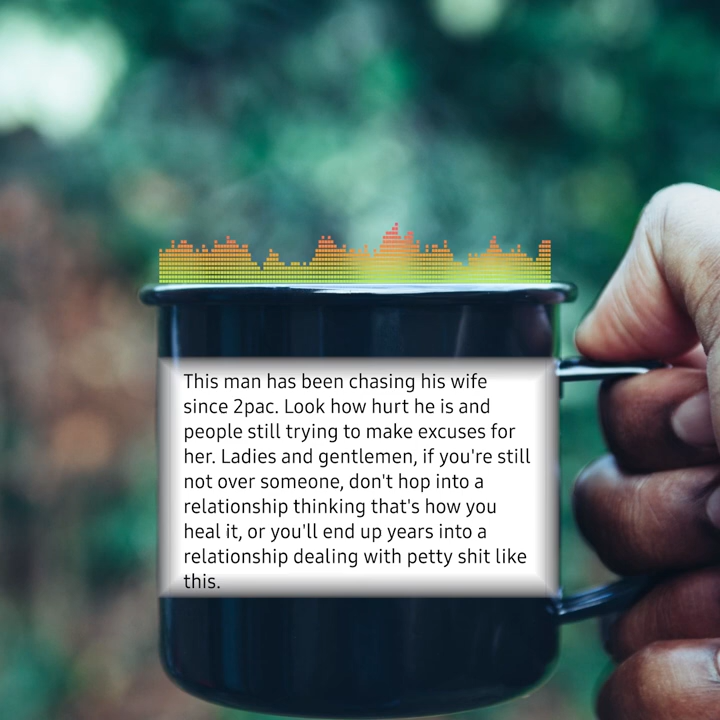 This man has been chasing his wife
since 2pac. Look how hurt he is and
people still trying to make excuses for
her. Ladies and gentlemen, if you're still
not over someone, don't hop into a
relationship thinking that's how you
heal it, or you'll end up years into a
relationship dealing with petty shit like
this.